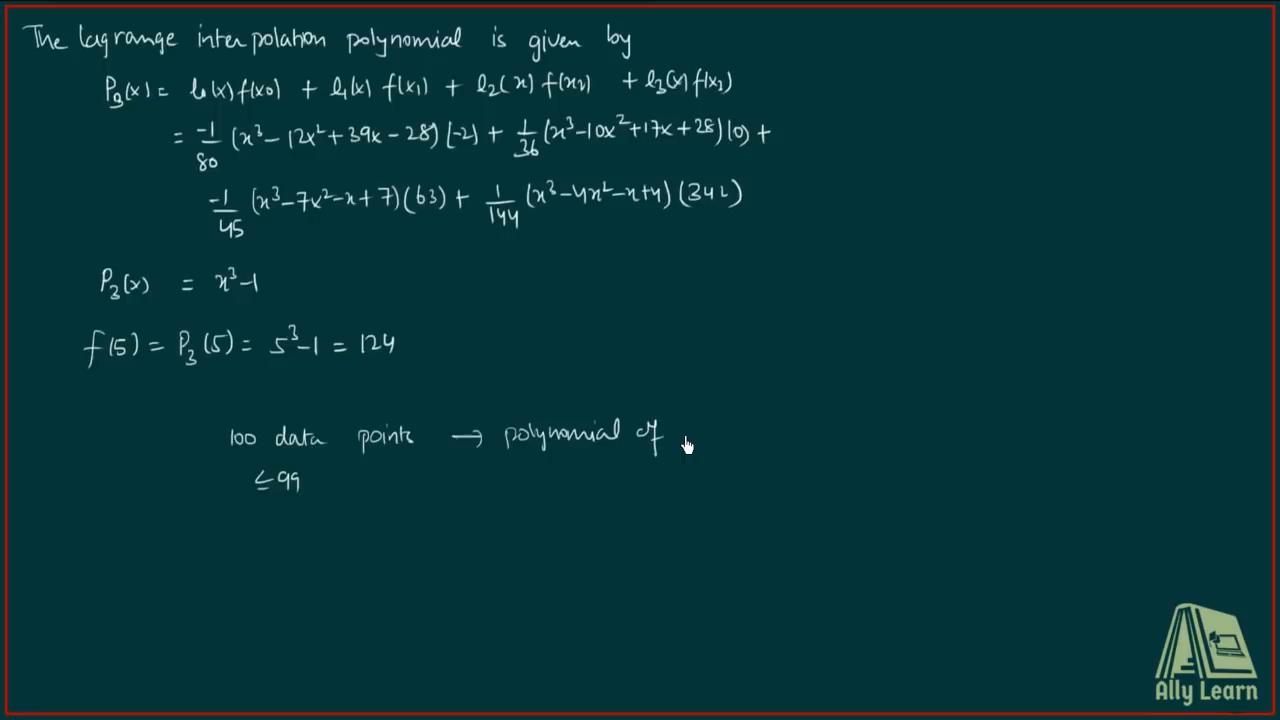 The Lagrange interpolation polynomial is given by
P₃(x) = l₀(x) f(x₀) + l₁(x) f(x₁) + l₂(x) f(x₂) + l₃(x) f(x₃)
= -1/80 (x³ - 12x² + 39x - 28) (-2) + 1/36 (x³ - 10x² + 17x + 28) (0) +
-1/45 (x³ - 7x² - x + 7) (63) + 1/144 (x³ - 4x² - x + 4) (342)
P₃(x) = x³ - 1
f(5) = P₃(5) = 5³ - 1 = 124
100 data points → polynomial of
≤ 99
Ally Learn